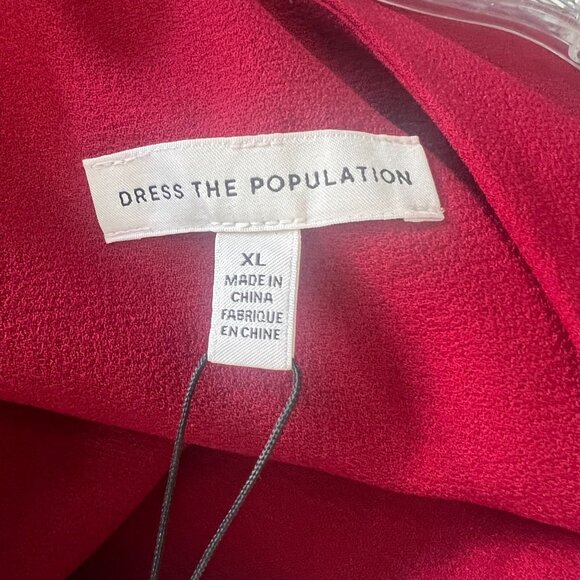 DRESS THE POPULATION
XL
MADE IN
CHINA
FABRIQUE
EN CHINE